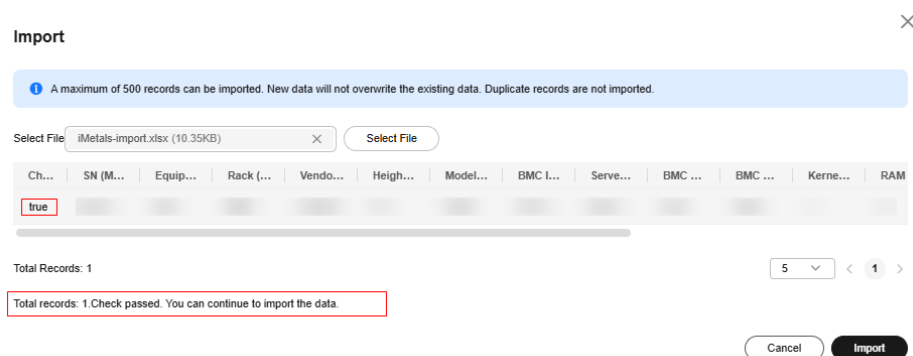 Import
A maximum of 500 records can be imported. New data will not overwrite the existing data. Duplicate records are not imported.
Select File iMetals-import.xlsx (10.35KB) Select File
Ch... SN (M... Equip... Rack (... Vendo... Heigh... Model... BMC I... Serve... BMC ... BMC ... Kerne... RAM
true
Total Records: 1 5 1
Total records: 1.Check passed. You can continue to import the data.
Cancel Import